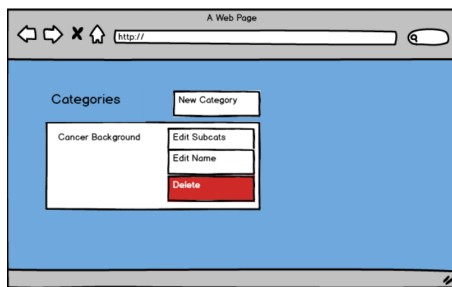 A Web Page
http://
Categories
New Category
Cancer Background
Edit Subcats
Edit Name
Delete